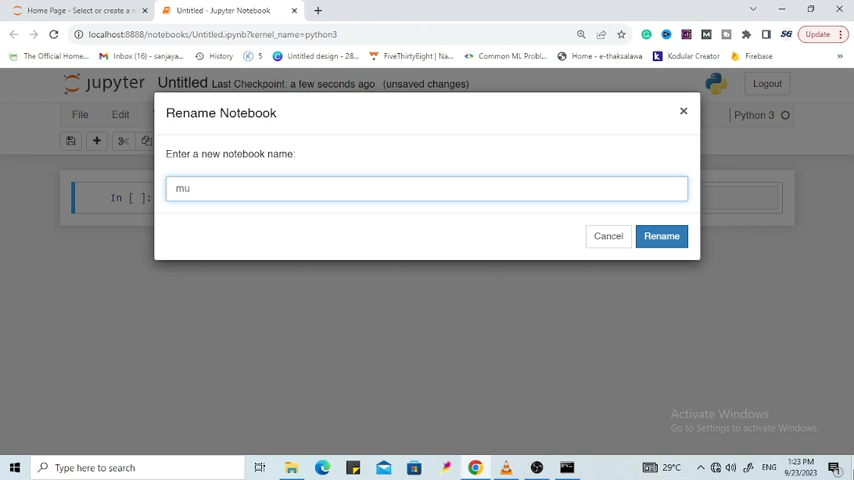 Home Page - Select or create a n
Untitled - Jupyter Notebook
localhost:8888/notebooks/Untitled.ipynb?kernel_name=python3
Update
The Official Home...
Inbox (16) - sanjaya...
History
5
Untitled design - 28...
FiveThirtyEight | Na...
Common ML Probl...
Home - e-thaksalawa
Kodular Creator
Firebase
»
jupyter Untitled Last Checkpoint: a few seconds ago (unsaved changes)
Logout
File Edit
Python 3
In [ ]:
Rename Notebook
×
Enter a new notebook name:
mu
Cancel
Rename
Activate Windows
Go to Settings to activate Windows.
Type here to search
29°C
ENG
1:23 PM
9/23/2023